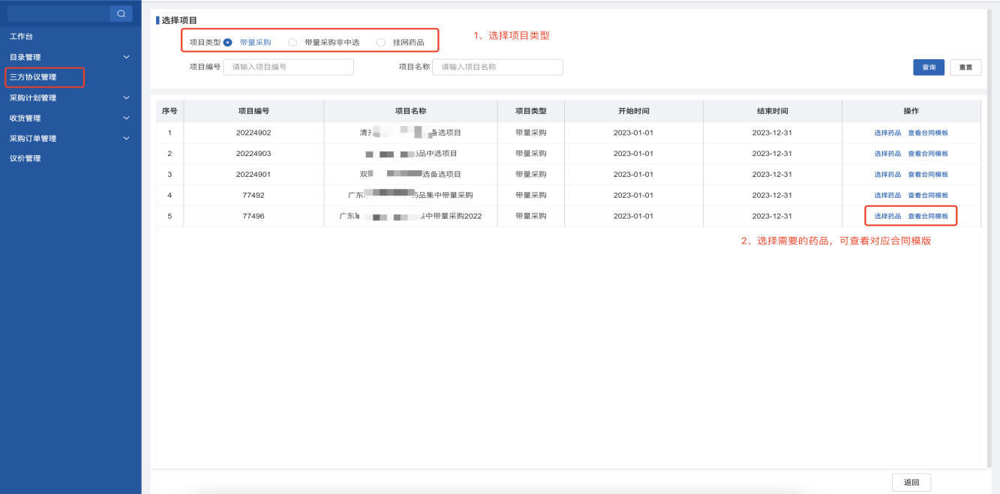 工作台
目录管理
三方协议管理
采购计划管理
收货管理
采购订单管理
议价管理
选择项目
项目类型 带量采购 带量采购非中选 挂网药品
1、选择项目类型
项目编号 请输入项目编号 项目名称 请输入项目名称 查询 重置
序号 项目编号 项目名称 项目类型 开始时间 结束时间 操作
1 20224902 清 备选项目 带量采购 2023-01-01 2023-12-31 选择药品 查看合同模板
2 20224903 品中选项目 带量采购 2023-01-01 2023-12-31 选择药品 查看合同模板
3 20224901 双 选备选项目 带量采购 2023-01-01 2023-12-31 选择药品 查看合同模板
4 77492 广东 药品集中带量采购 带量采购 2023-01-01 2023-12-31 选择药品 查看合同模板
5 77496 广东 集中带量采购2022 带量采购 2023-01-01 2023-12-31 选择药品 查看合同模板
2、选择需要的药品，可查看对应合同模版
返回